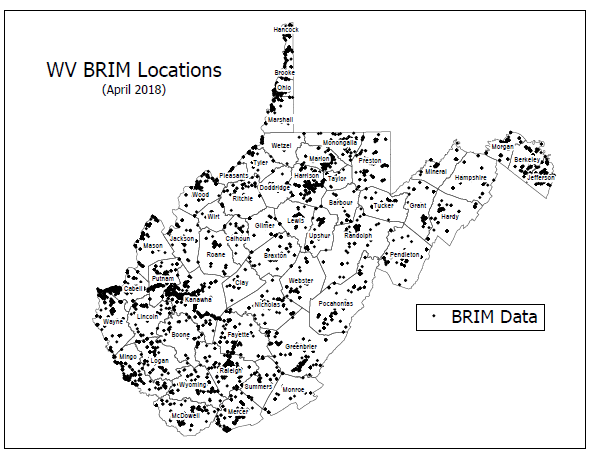 WV BRIM Locations
(April 2018)
Hancock
Brooke
Ohio
Marshall
Wetzel
Monongalia
Marion
Preston
Morgan
Berkeley
Jefferson
Tyler
Pleasants
Harrison
Taylor
Mineral
Hampshire
Wood
Ritchie
Doddridge
Barbour
Tucker
Grant
Hardy
Wirt
Gilmer
Lewis
Upshur
Randolph
Mason
Jackson
Calhoun
Roane
Braxton
Pendleton
Putnam
Cabell
Clay
Webster
Kanawha
Nicholas
Pocahontas
Wayne
Lincoln
Boone
Fayette
Greenbrier
Mingo
Logan
Raleigh
Wyoming
Summers
Monroe
McDowell
Mercer
BRIM Data